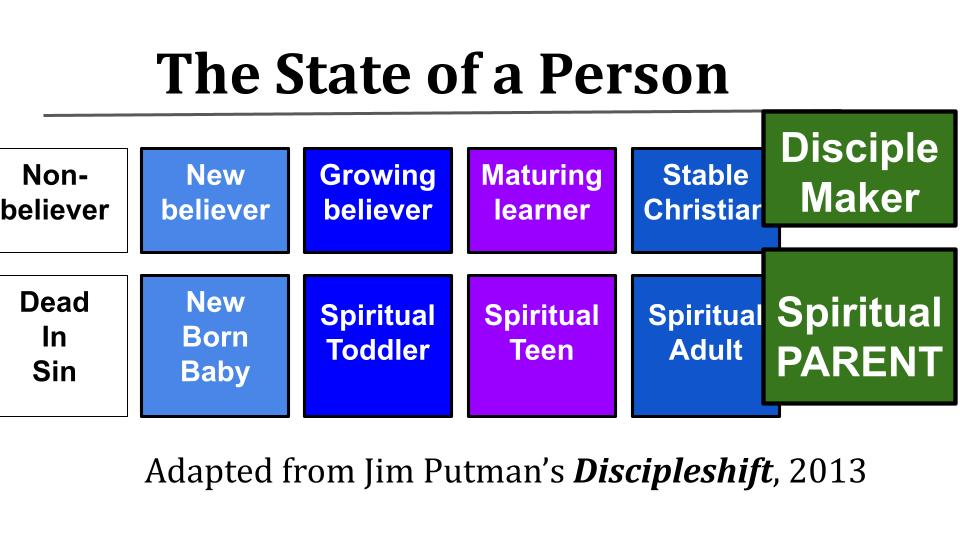 The State of a Person
Non-
believer
New
believer
Growing
believer
Maturing
learner
Stable
Christian
Disciple
Maker
Dead
In
Sin
New
Born
Baby
Spiritual
Toddler
Spiritual
Teen
Spiritual
Adult
Spiritual
PARENT
Adapted from Jim Putman’s Discipleshift, 2013